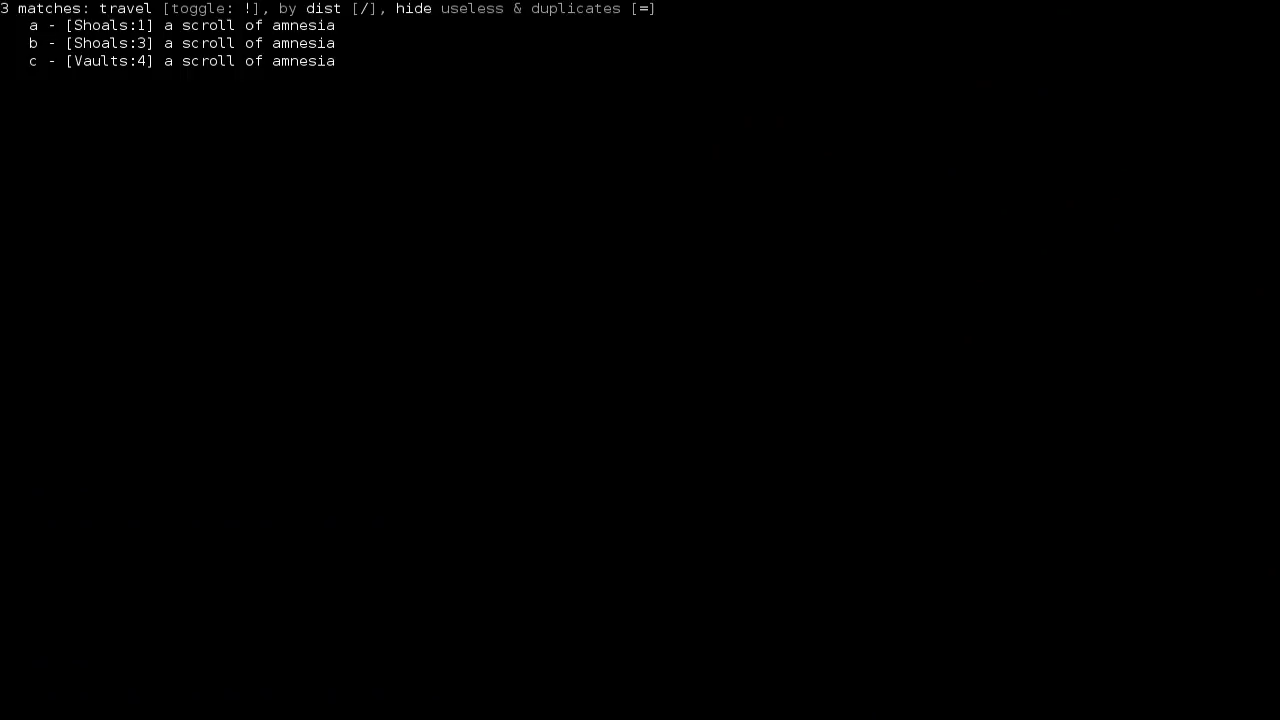 3 matches: travel [toggle: !], by dist [/], hide useless & duplicates [=]
a - [Shoals:1] a scroll of amnesia
b - [Shoals:3] a scroll of amnesia
c - [Vaults:4] a scroll of amnesia